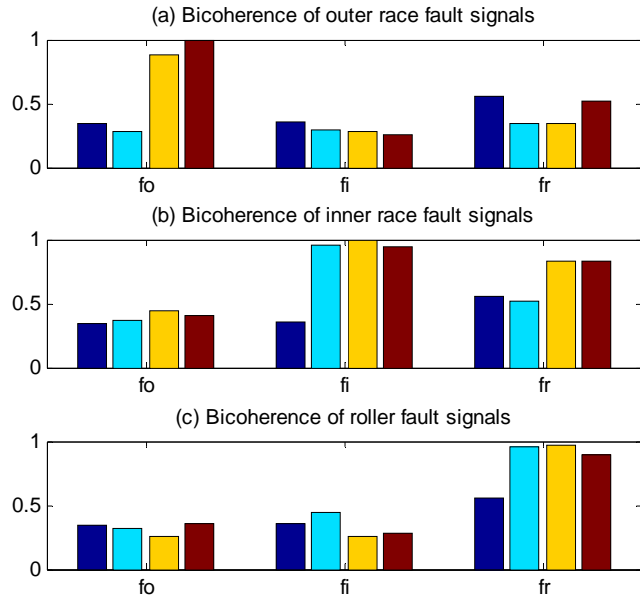 (a) Bicoherence of outer race fault signals
1
0.5
0
fo fi fr
(b) Bicoherence of inner race fault signals
1
0.5
0
fo fi fr
(c) Bicoherence of roller fault signals
1
0.5
0
fo fi fr